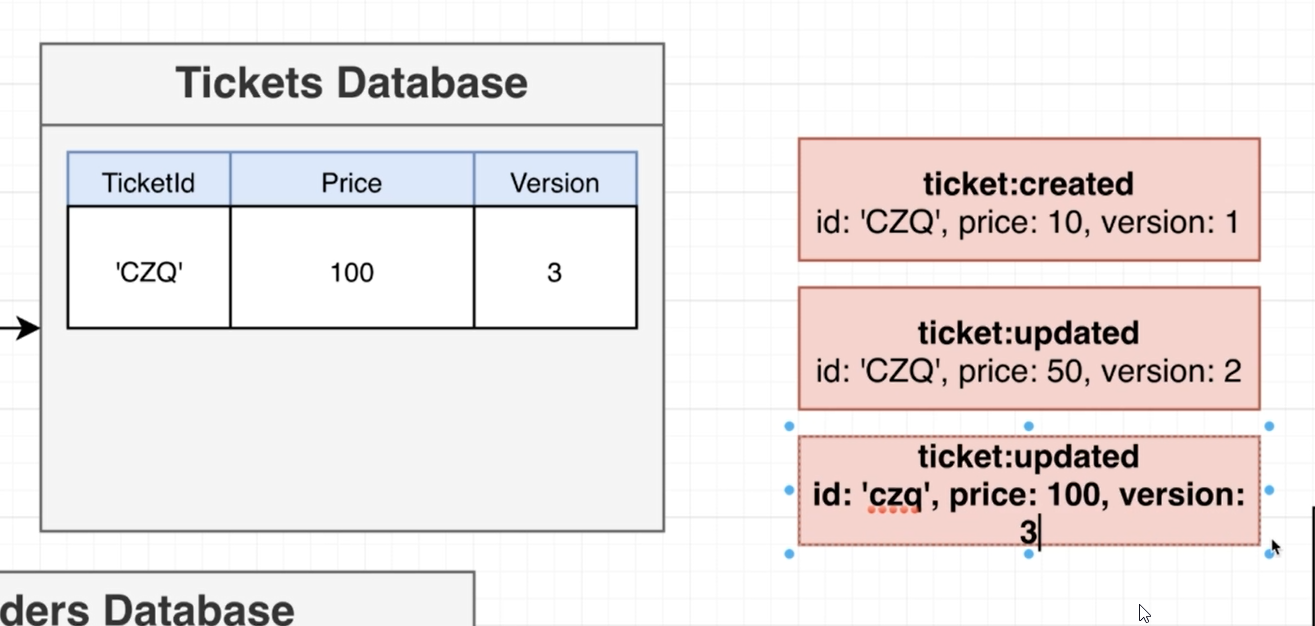 Tickets Database
TicketId Price Version
'CZQ' 100 3
ticket:created
id: 'CZQ', price: 10, version: 1
ticket:updated
id: 'CZQ', price: 50, version: 2
ticket:updated
id: 'czq', price: 100, version:
3
ders Database